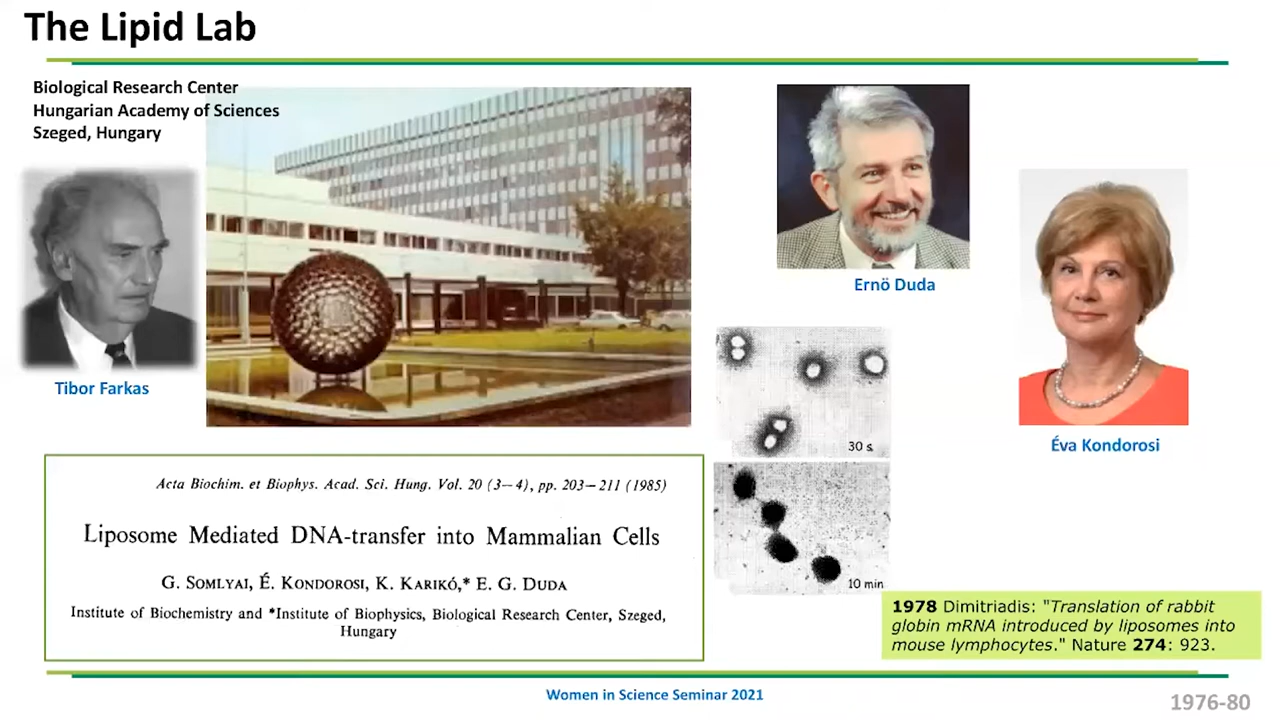 The Lipid Lab
Biological Research Center
Hungarian Academy of Sciences
Szeged, Hungary
Tibor Farkas
Ernö Duda
Éva Kondorosi
30 s
10 min
Acta Biochim. et Biophys. Acad. Sci. Hung. Vol. 20 (3–4), pp. 203–211 (1985)
Liposome Mediated DNA-transfer into Mammalian Cells
G. SOMLYAI, É. KONDOROSI, K. KARIKÓ,* E. G. DUDA
Institute of Biochemistry and *Institute of Biophysics, Biological Research Center, Szeged,
Hungary
1978 Dimitriadis: "Translation of rabbit
globin mRNA introduced by liposomes into
mouse lymphocytes." Nature 274: 923.
Women in Science Seminar 2021
1976-80